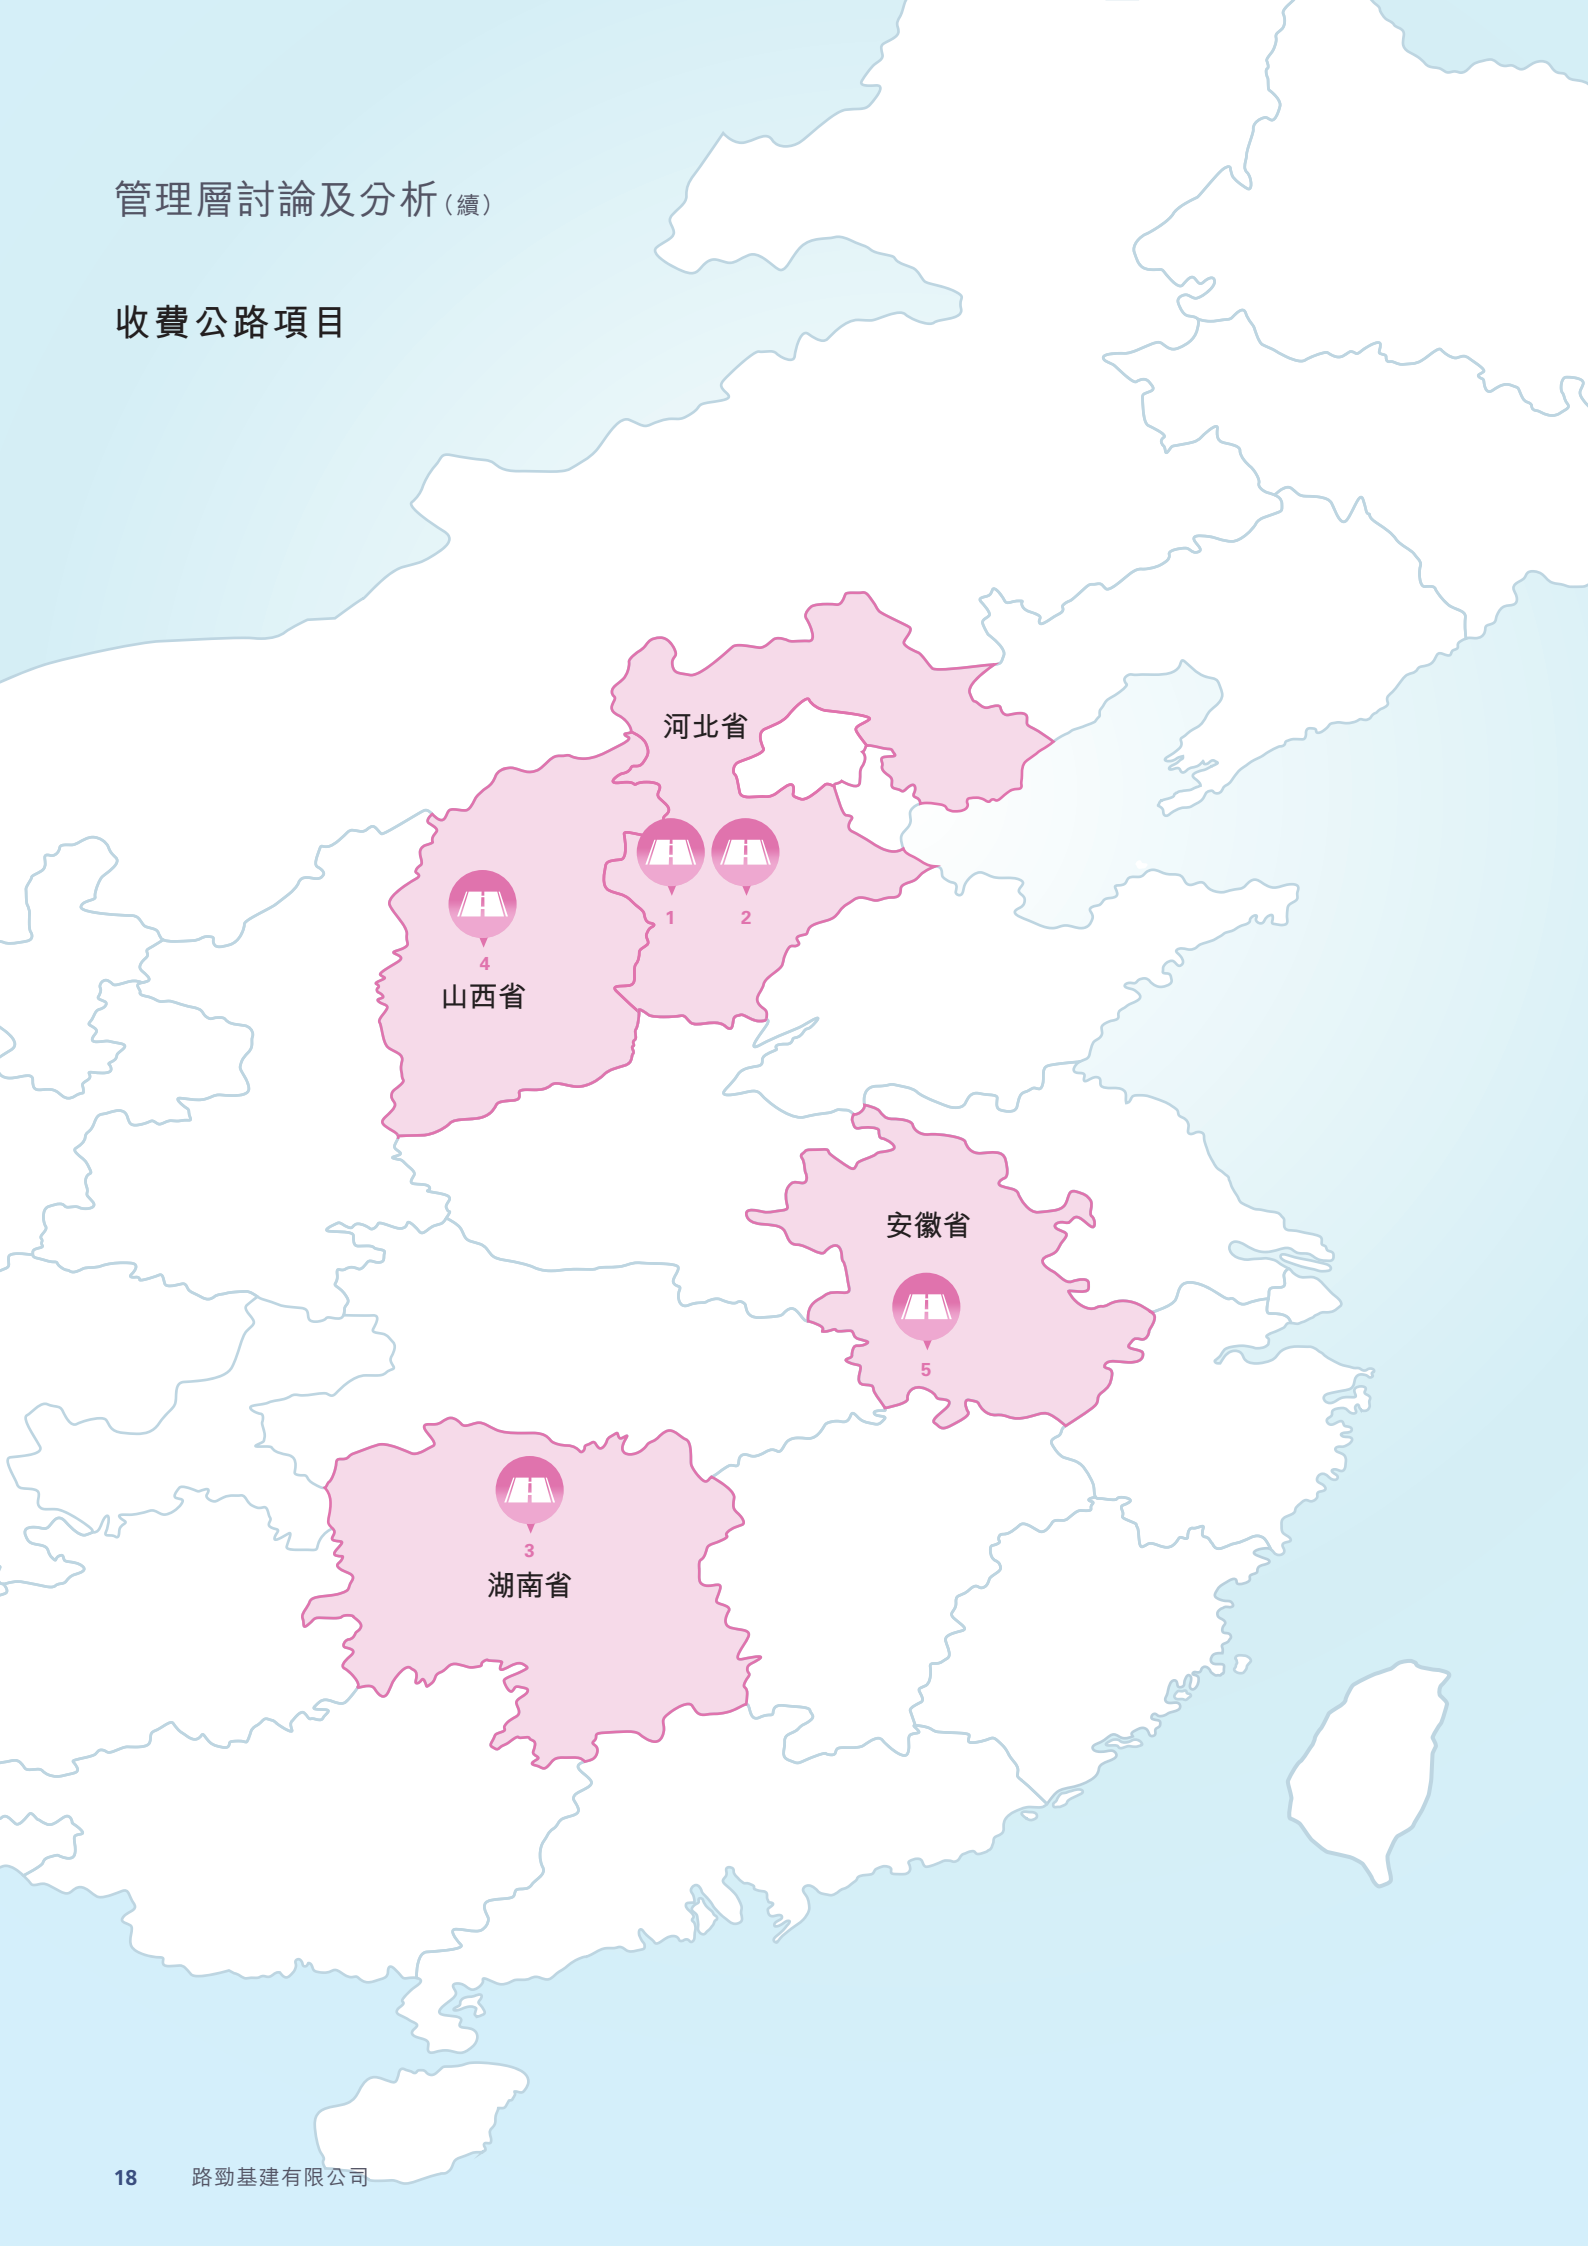 管理層討論及分析（續）
收費公路項目
河北省
1
2
4
山西省
安徽省
5
3
湖南省
18 路勁基建有限公司